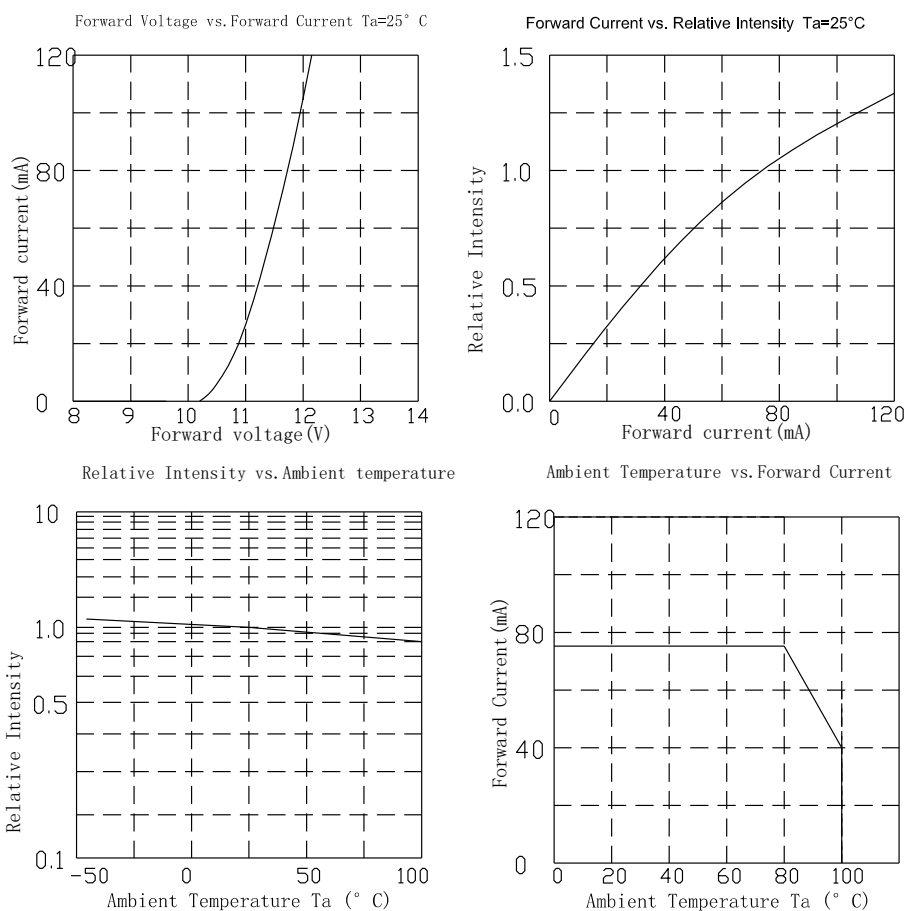 Forward Voltage vs.Forward Current Ta=25° C
120
80
40
0
Forward current(mA)
8 9 10 11 12 13 14
Forward voltage(V)
Forward Current vs. Relative Intensity Ta=25°C
1.5
1.0
0.5
0.0
Relative Intensity
0 40 80 120
Forward current(mA)
Relative Intensity vs.Ambient temperature
10
1.0
0.5
0.1
Relative Intensity
-50 0 50 100
Ambient Temperature Ta (° C)
Ambient Temperature vs.Forward Current
120
80
40
0
Forward Current(mA)
0 20 40 60 80 100
Ambient Temperature Ta (° C)